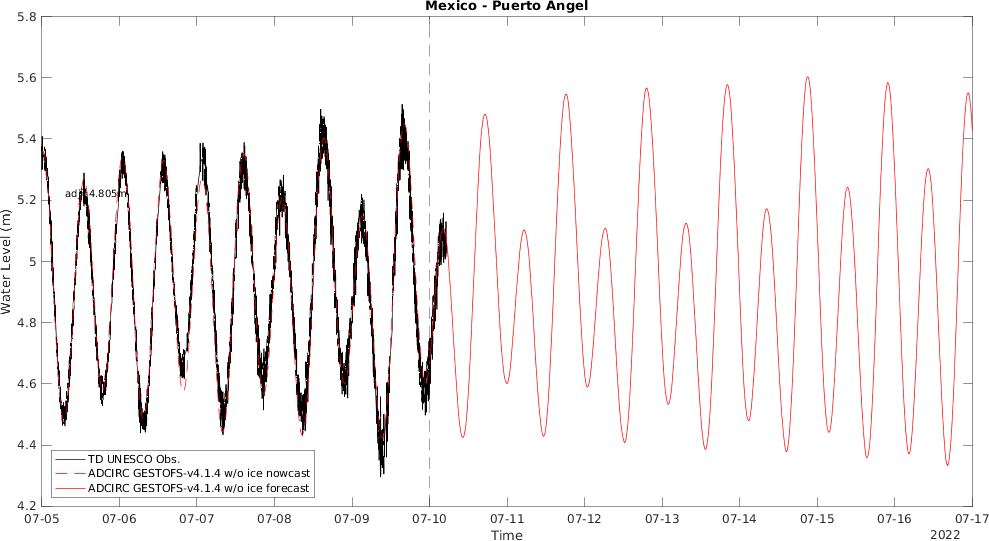 Mexico - Puerto Angel
5.8
5.6
5.4
5.2
5
4.8
4.6
4.4
4.2
Water Level (m)
4.805m
TD UNESCO Obs.
ADCIRC GESTOFS-v4.1.4 w/o ice nowcast
ADCIRC GESTOFS-v4.1.4 w/o ice forecast
07-05 07-06 07-07 07-08 07-09 07-10 07-11 07-12 07-13 07-14 07-15 07-16 07-17
Time
2022